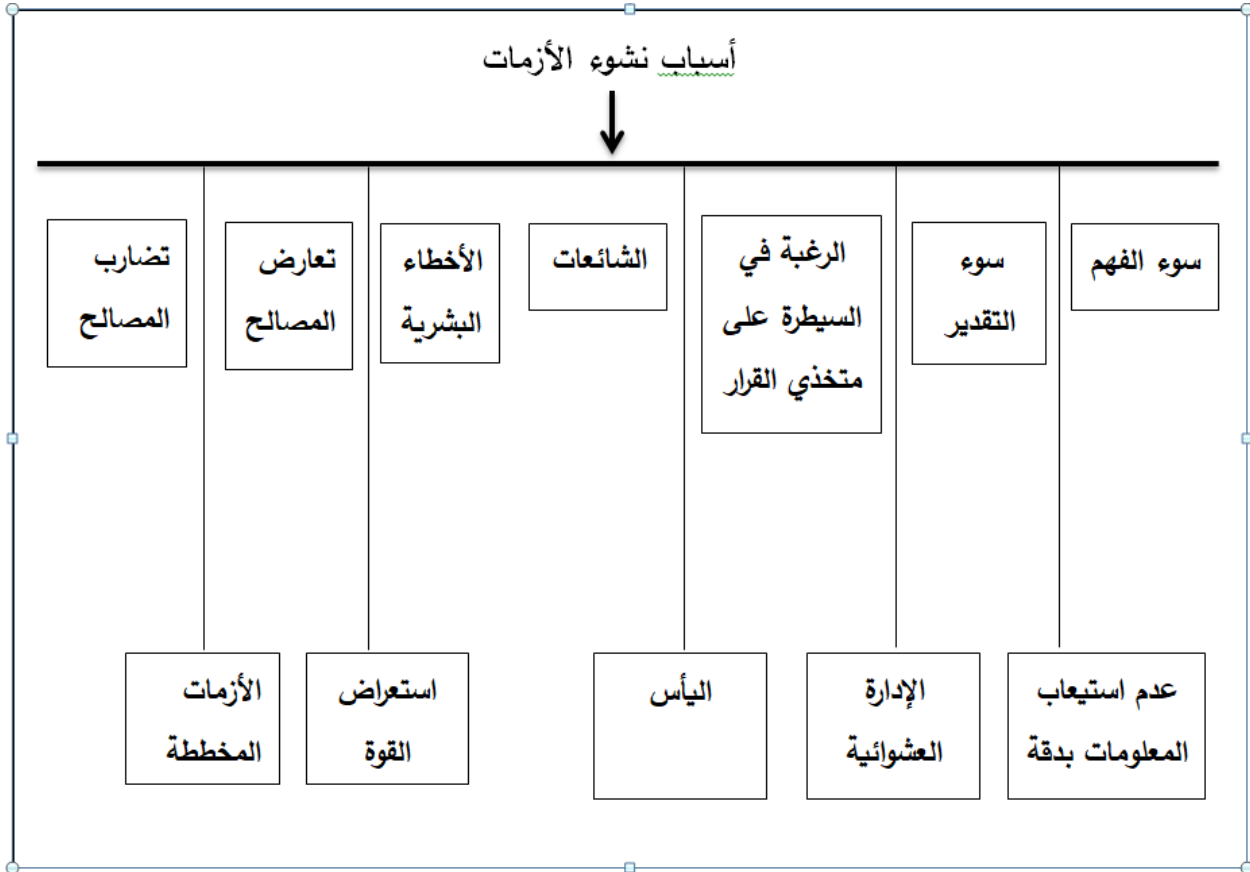 أسباب نشوء الأزمات
سوء الفهم
سوء
التقدير
الرغبة في
السيطرة على
متخذي القرار
الشائعات
الأخطاء
البشرية
تعارض
المصالح
تضارب
المصالح
عدم استيعاب
المعلومات بدقة
الإدارة
العشوائية
اليأس
استعراض
القوة
الأزمات
المخططة